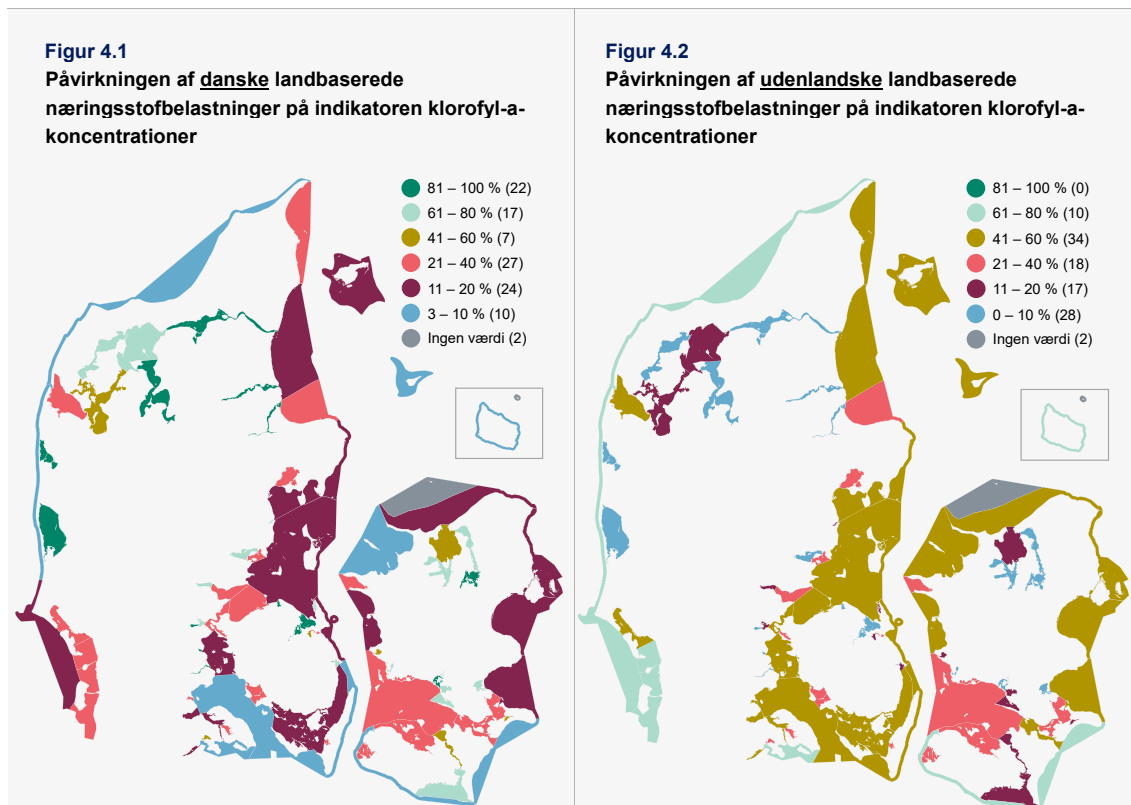 Figur 4.1
Påvirkningen af danske landbaserede
næringsstofbelastninger på indikatoren klorofyl-a-
koncentrationer
81 – 100 % (22)
61 – 80 % (17)
41 – 60 % (7)
21 – 40 % (27)
11 – 20 % (24)
3 – 10 % (10)
Ingen værdi (2)
Figur 4.2
Påvirkningen af udenlandske landbaserede
næringsstofbelastninger på indikatoren klorofyl-a-
koncentrationer
81 – 100 % (0)
61 – 80 % (10)
41 – 60 % (34)
21 – 40 % (18)
11 – 20 % (17)
0 – 10 % (28)
Ingen værdi (2)